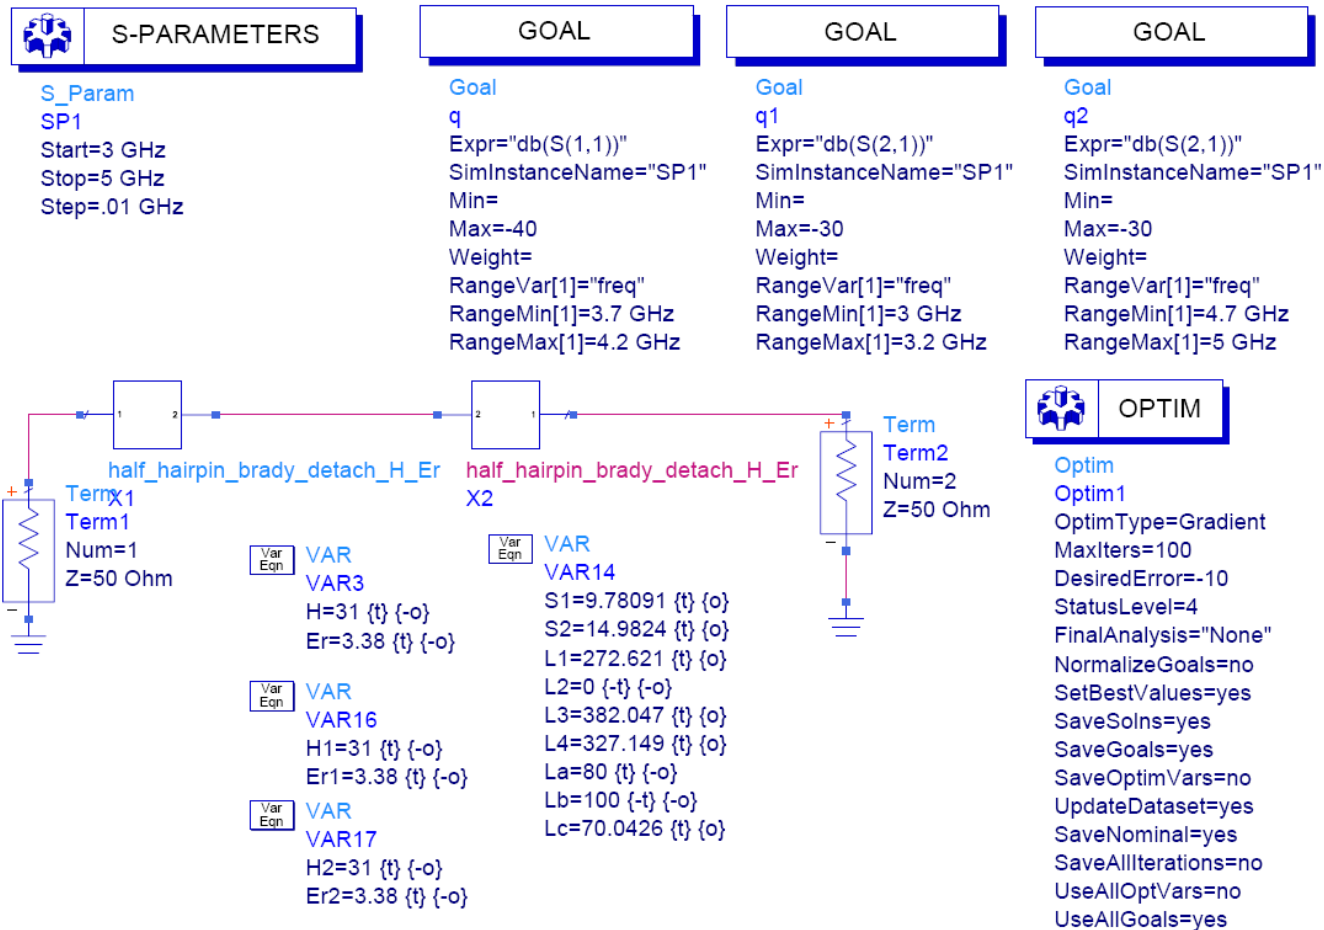 S-PARAMETERS
S_Param
SP1
Start=3 GHz
Stop=5 GHz
Step=.01 GHz
GOAL
Goal
q
Expr="db(S(1,1))"
SimInstanceName="SP1"
Min=
Max=-40
Weight=
RangeVar[1]="freq"
RangeMin[1]=3.7 GHz
RangeMax[1]=4.2 GHz
GOAL
Goal
q1
Expr="db(S(2,1))"
SimInstanceName="SP1"
Min=
Max=-30
Weight=
RangeVar[1]="freq"
RangeMin[1]=3 GHz
RangeMax[1]=3.2 GHz
GOAL
Goal
q2
Expr="db(S(2,1))"
SimInstanceName="SP1"
Min=
Max=-30
Weight=
RangeVar[1]="freq"
RangeMin[1]=4.7 GHz
RangeMax[1]=5 GHz
1 2
half_hairpin_brady_detach_H_Er
X1
2 1
half_hairpin_brady_detach_H_Er
X2
+
Term
Term1
Num=1
Z=50 Ohm
−
+
Term
Term2
Num=2
Z=50 Ohm
−
Var
Eqn
VAR
VAR3
H=31 {t} {-o}
Er=3.38 {t} {-o}
Var
Eqn
VAR
VAR16
H1=31 {t} {-o}
Er1=3.38 {t} {-o}
Var
Eqn
VAR
VAR17
H2=31 {t} {-o}
Er2=3.38 {t} {-o}
Var
Eqn
VAR
VAR14
S1=9.78091 {t} {o}
S2=14.9824 {t} {o}
L1=272.621 {t} {o}
L2=0 {-t} {-o}
L3=382.047 {t} {o}
L4=327.149 {t} {o}
La=80 {t} {-o}
Lb=100 {-t} {-o}
Lc=70.0426 {t} {o}
OPTIM
Optim
Optim1
OptimType=Gradient
MaxIters=100
DesiredError=-10
StatusLevel=4
FinalAnalysis="None"
NormalizeGoals=no
SetBestValues=yes
SaveSolns=yes
SaveGoals=yes
SaveOptimVars=no
UpdateDataset=yes
SaveNominal=yes
SaveAllIterations=no
UseAllOptVars=no
UseAllGoals=yes